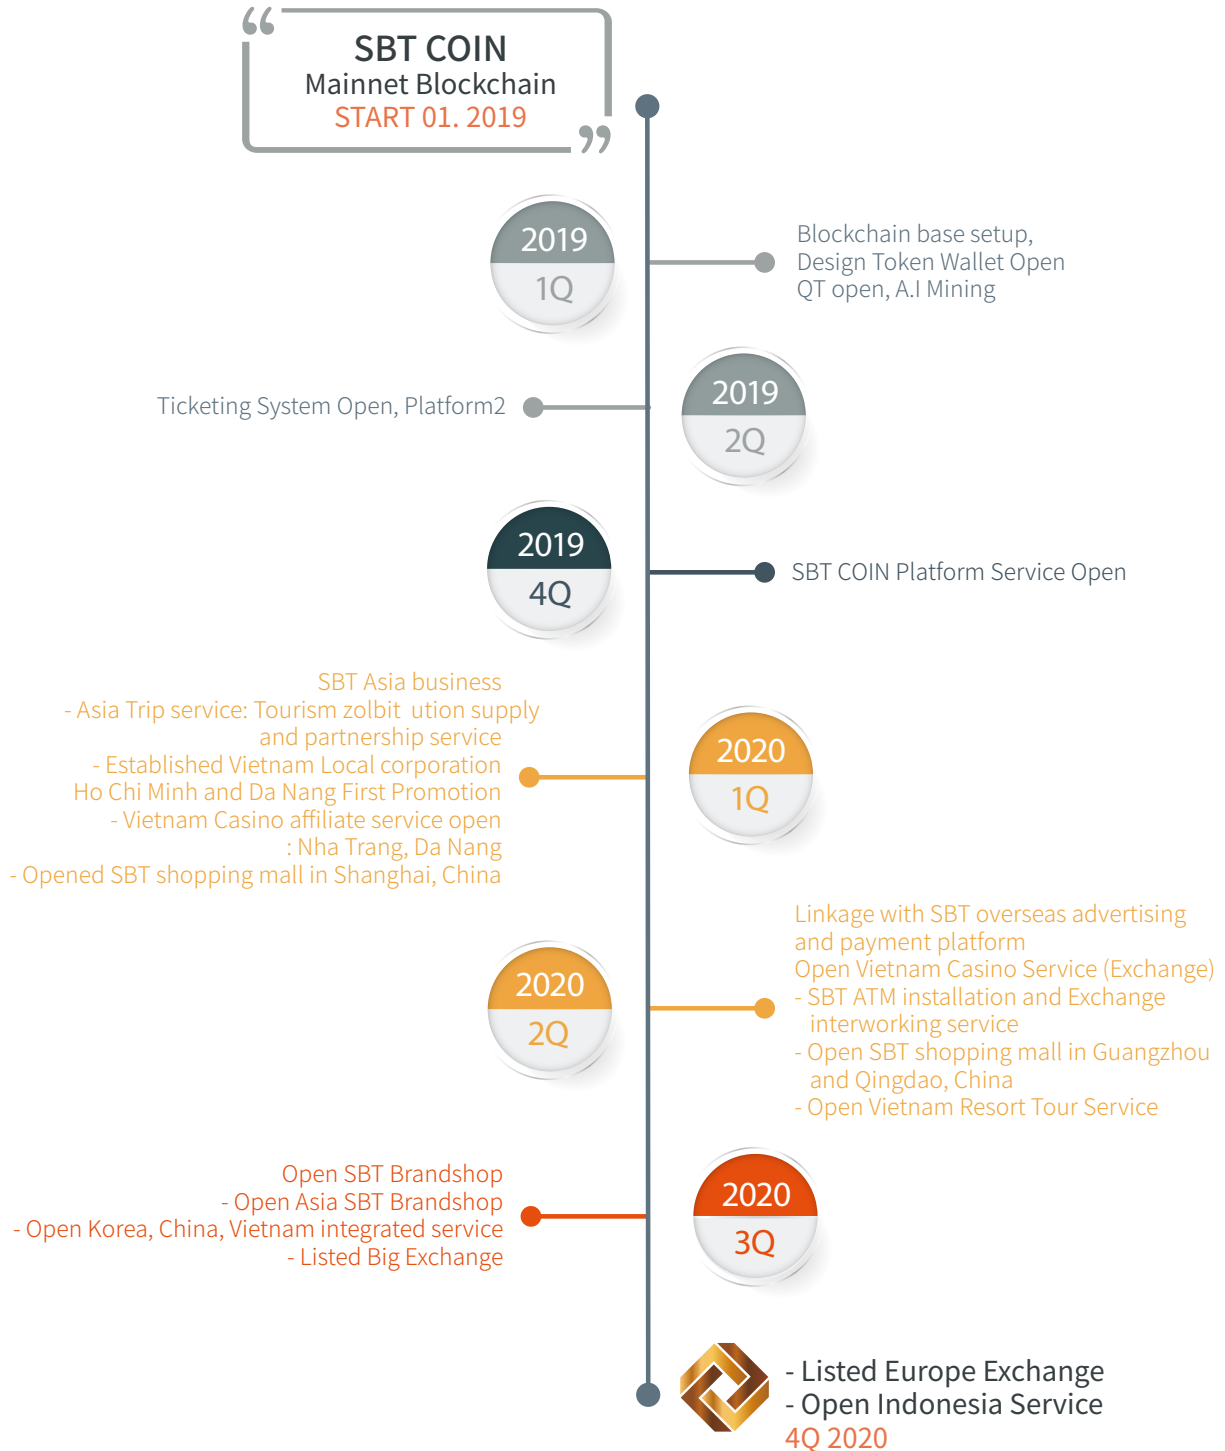 “
SBT COIN
Mainnet Blockchain
START 01. 2019
”
2019
1Q
Blockchain base setup,
Design Token Wallet Open
QT open, A.I Mining
Ticketing System Open, Platform2
2019
2Q
2019
4Q
SBT COIN Platform Service Open
SBT Asia business
- Asia Trip service: Tourism zolbit ution supply
and partnership service
- Established Vietnam Local corporation
Ho Chi Minh and Da Nang First Promotion
- Vietnam Casino affiliate service open
: Nha Trang, Da Nang
- Opened SBT shopping mall in Shanghai, China
2020
1Q
2020
2Q
Linkage with SBT overseas advertising
and payment platform
Open Vietnam Casino Service (Exchange)
- SBT ATM installation and Exchange
interworking service
- Open SBT shopping mall in Guangzhou
and Qingdao, China
- Open Vietnam Resort Tour Service
Open SBT Brandshop
- Open Asia SBT Brandshop
- Open Korea, China, Vietnam integrated service
- Listed Big Exchange
2020
3Q
- Listed Europe Exchange
- Open Indonesia Service
4Q 2020